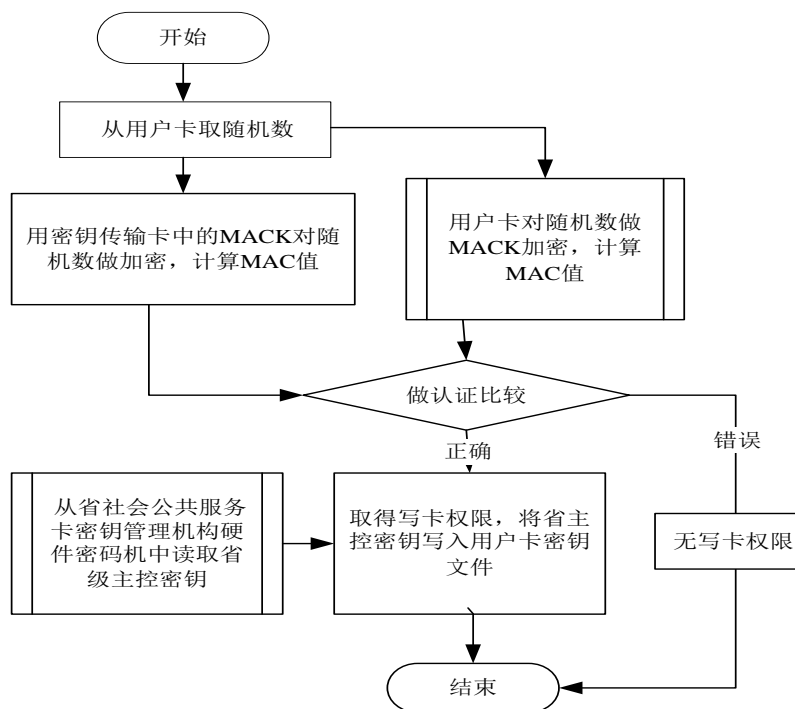 开始
从用户卡取随机数
用密钥传输卡中的MACK对随
机数做加密，计算MAC值
用户卡对随机数做
MACK加密，计算
MAC值
做认证比较
正确
错误
从省社会公共服务
卡密钥管理机构硬
件密码机中读取省
级主控密钥
取得写卡权限，将省主
控密钥写入用户卡密钥
文件
无写卡权限
结束